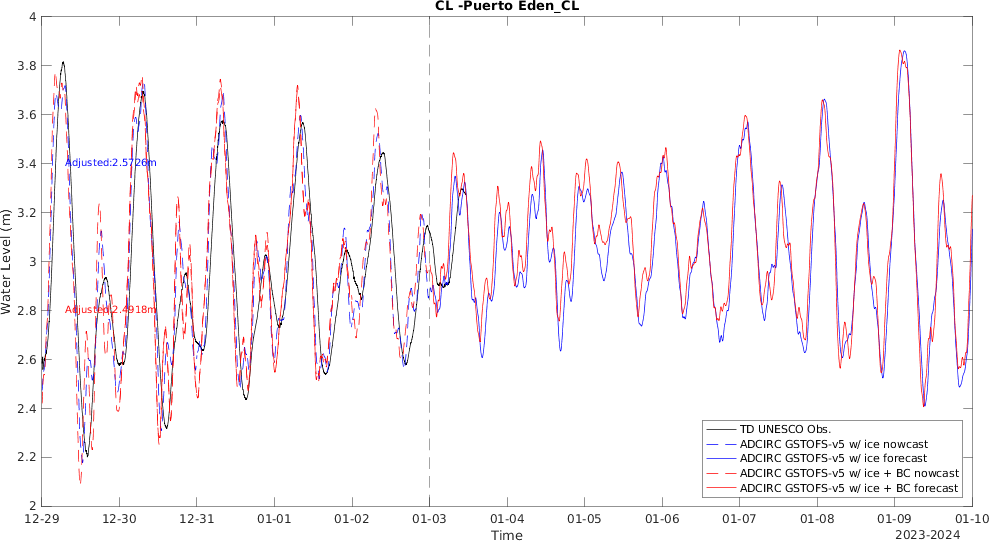 CL -Puerto Eden_CL
4
3.8
3.6
3.4
3.2
3
2.8
2.6
2.4
2.2
2
Water Level (m)
Adjusted:2.5726m
Adjusted:2.4918m
TD UNESCO Obs.
ADCIRC GSTOFS-v5 w/ ice nowcast
ADCIRC GSTOFS-v5 w/ ice forecast
ADCIRC GSTOFS-v5 w/ ice + BC nowcast
ADCIRC GSTOFS-v5 w/ ice + BC forecast
12-29 12-30 12-31 01-01 01-02 01-03 01-04 01-05 01-06 01-07 01-08 01-09 01-10
Time
2023-2024